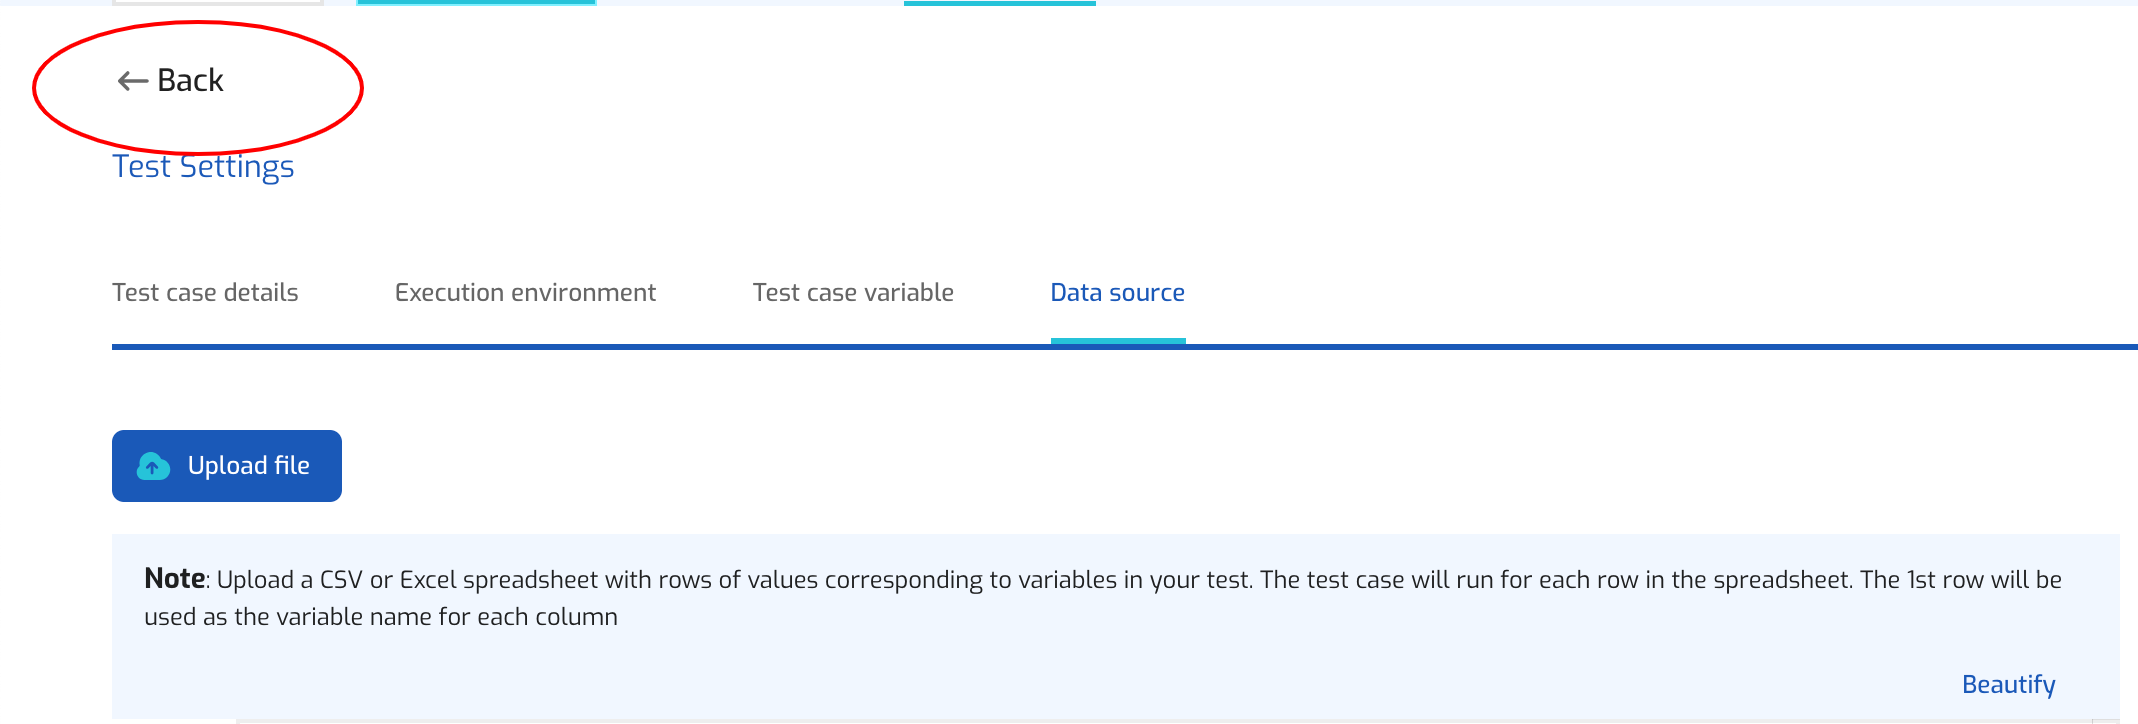 Back
Test Settings
Test case details Execution environment Test case variable Data source
Upload file
Note: Upload a CSV or Excel spreadsheet with rows of values corresponding to variables in your test. The test case will run for each row in the spreadsheet. The 1st row will be
used as the variable name for each column
Beautify